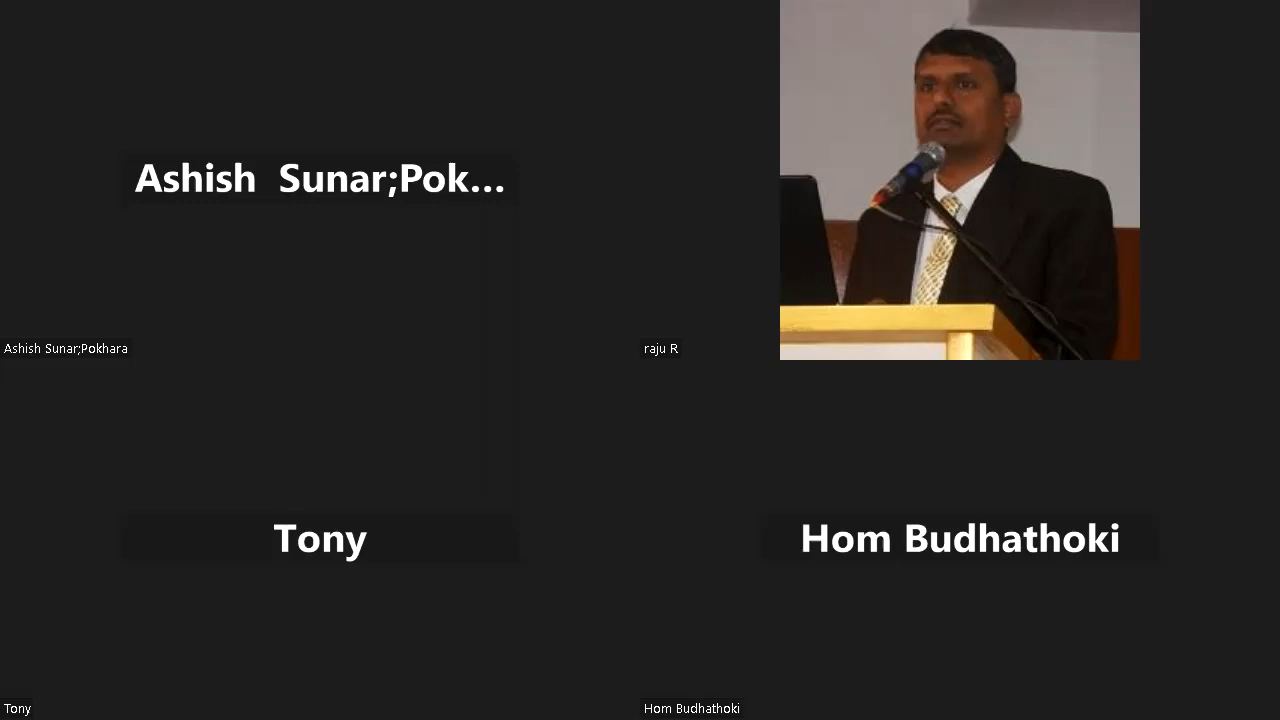 Ashish  Sunar;Pok...
Ashish Sunar;Pokhara
raju R
Tony
Hom Budhathoki
Tony
Hom Budhathoki